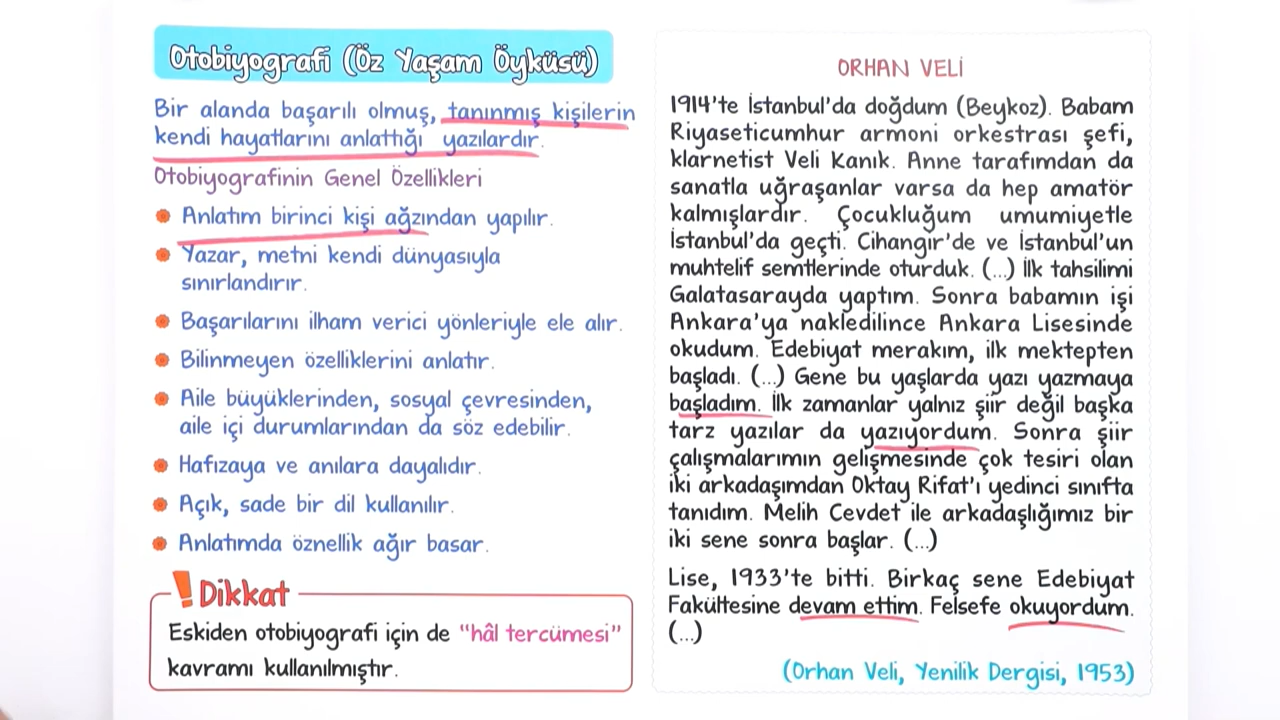 Otobiyografi (Öz Yaşam Öyküsü)
Bir alanda başarılı olmuş, tanınmış kişilerin
kendi hayatlarını anlattığı yazılardır.
Otobiyografinin Genel Özellikleri
Anlatım birinci kişi ağzından yapılır.
Yazar, metni kendi dünyasıyla
sınırlandırır.
Başarılarını ilham verici yönleriyle ele alır.
Bilinmeyen özelliklerini anlatır.
Aile büyüklerinden, sosyal çevresinden,
aile içi durumlarından da söz edebilir.
Hafızaya ve anılara dayalıdır.
Açık, sade bir dil kullanılır.
Anlatımda öznellik ağır basar.
! Dikkat
Eskiden otobiyografi için de “hâl tercümesi”
kavramı kullanılmıştır.
ORHAN VELİ
1914’te İstanbul’da doğdum (Beykoz). Babam
Riyaseticumhur armoni orkestrası şefi,
klarnetist Veli Kanık. Anne tarafımdan da
sanatla uğraşanlar varsa da hep amatör
kalmışlardır. Çocukluğum umumiyetle
İstanbul’da geçti. Cihangir’de ve İstanbul’un
muhtelif semtlerinde oturduk. (...) İlk tahsilimi
Galatasarayda yaptım. Sonra babamın işi
Ankara’ya nakledilince Ankara Lisesinde
okudum. Edebiyat merakım, ilk mektepten
başladı. (...) Gene bu yaşlarda yazı yazmaya
başladım. İlk zamanlar yalnız şiir değil başka
tarz yazılar da yazıyordum. Sonra şiir
çalışmalarımın gelişmesinde çok tesiri olan
iki arkadaşımdan Oktay Rifat’ı yedinci sınıfta
tanıdım. Melih Cevdet ile arkadaşlığımız bir
iki sene sonra başlar. (...)
Lise, 1933’te bitti. Birkaç sene Edebiyat
Fakültesine devam ettim. Felsefe okuyordum.
(...)
(Orhan Veli, Yenilik Dergisi, 1953)